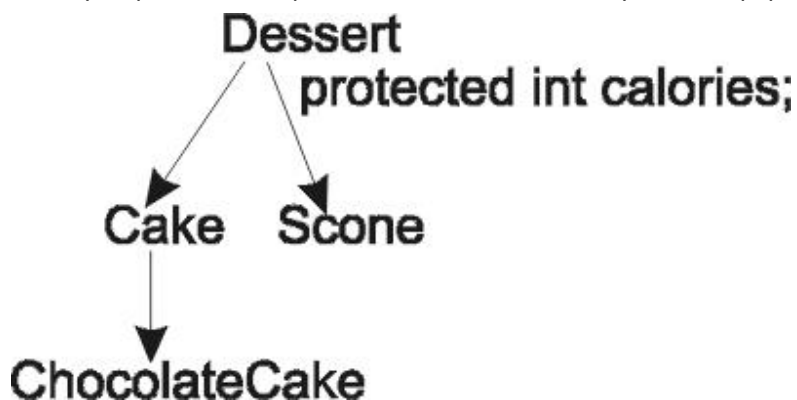 Dessert
protected int calories;
Cake Scone
ChocolateCake